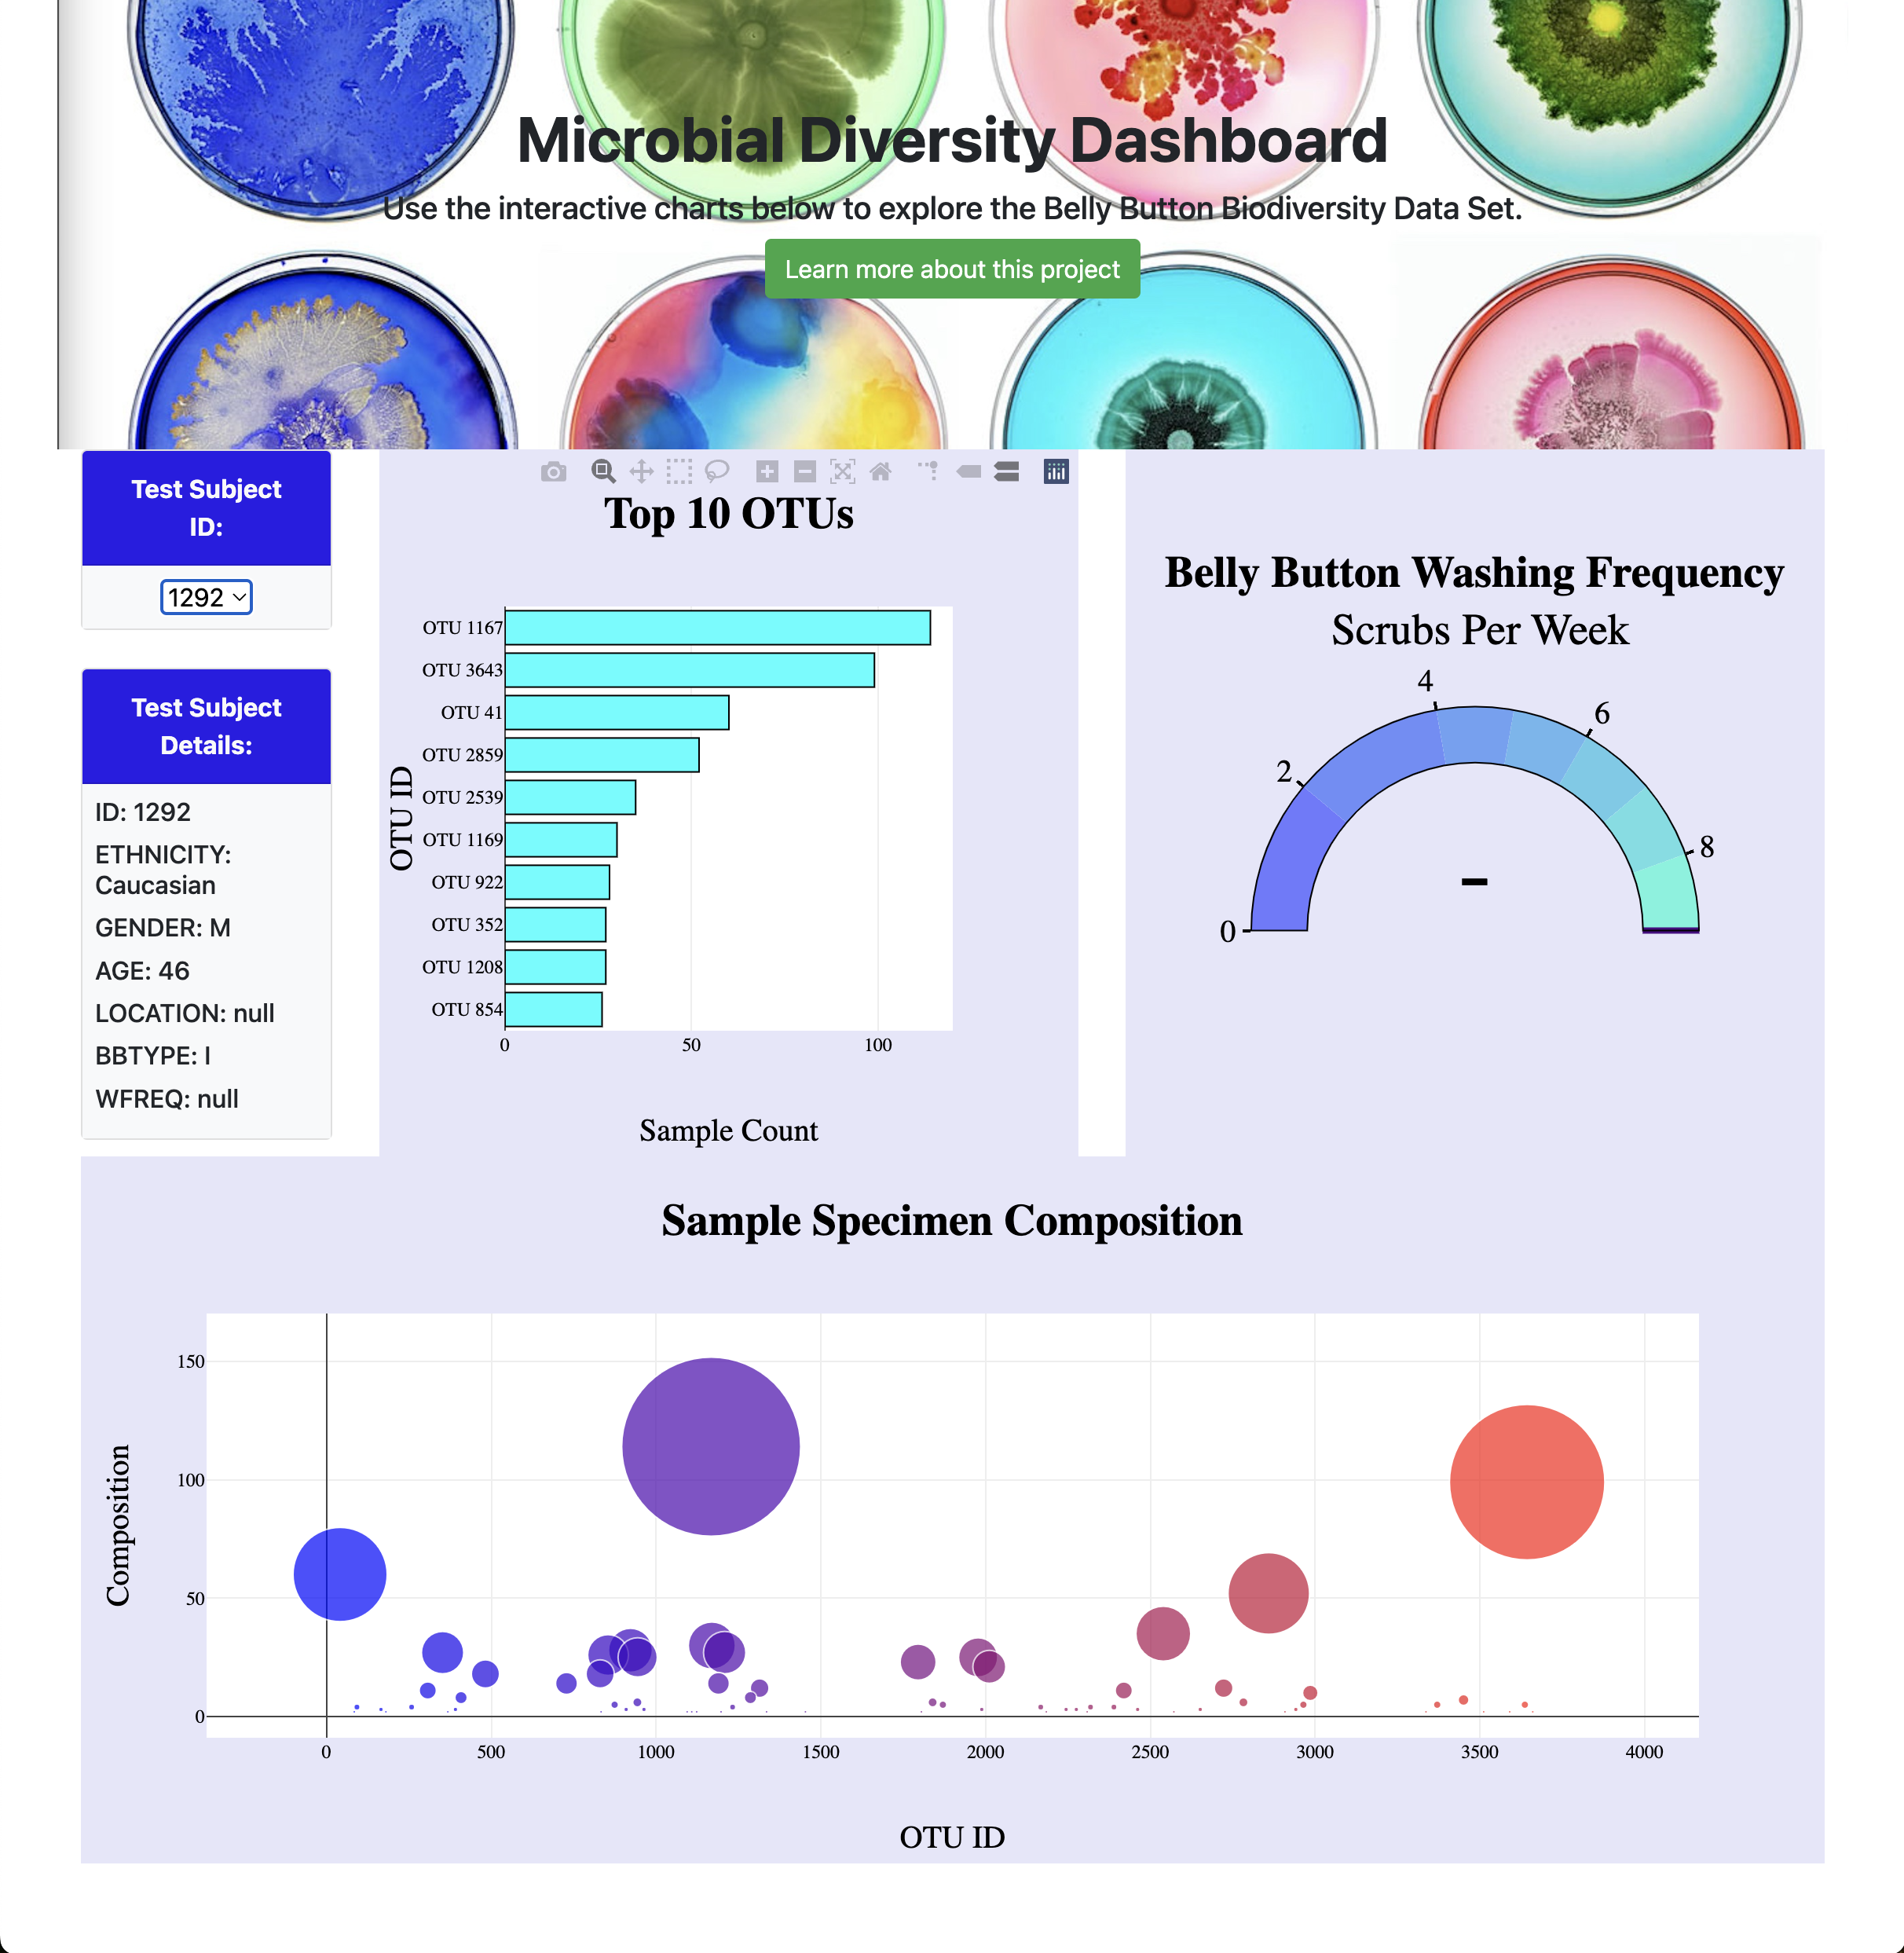 Microbial Diversity Dashboard
Use the interactive charts below to explore the Belly Button Biodiversity Data Set.
Learn more about this project
Test Subject
ID:
1292
Test Subject
Details:
ID: 1292
ETHNICITY:
Caucasian
GENDER: M
AGE: 46
LOCATION: null
BBTYPE: I
WFREQ: null
Top 10 OTUs
OTU ID
OTU 1167
OTU 3643
OTU 41
OTU 2859
OTU 2539
OTU 1169
OTU 922
OTU 352
OTU 1208
OTU 854
0 50 100
Sample Count
Belly Button Washing Frequency
Scrubs Per Week
0
2
4
6
8
–
Sample Specimen Composition
Composition
150
100
50
0
0 500 1000 1500 2000 2500 3000 3500 4000
OTU ID